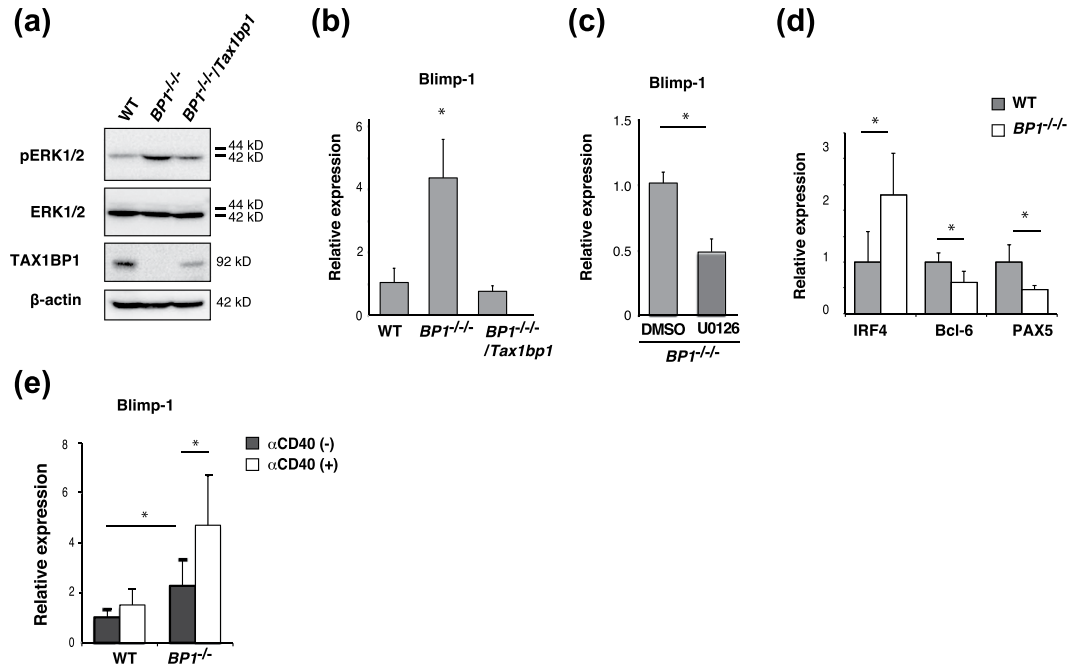 (a)
WT
BP1-/-/-
BP1-/-/-/Tax1bp1
pERK1/2
44 kD
42 kD
ERK1/2
44 kD
42 kD
TAX1BP1
92 kD
β-actin
42 kD
(b)
Blimp-1
*
Relative expression
6
4
2
0
WT
BP1-/-/-
BP1-/-/-
/Tax1bp1
(c)
Blimp-1
*
Relative expression
1.5
1.0
0.5
0
DMSO
U0126
BP1-/-/-
(d)
WT
BP1-/-/-
Relative expression
3
2
1
0
*
*
*
IRF4
Bcl-6
PAX5
(e)
Blimp-1
αCD40 (-)
αCD40 (+)
*
*
Relative expression
8
6
4
2
0
WT
BP1-/-